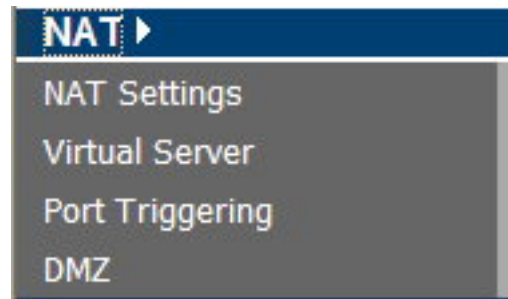 NAT
NAT Settings
Virtual Server
Port Triggering
DMZ